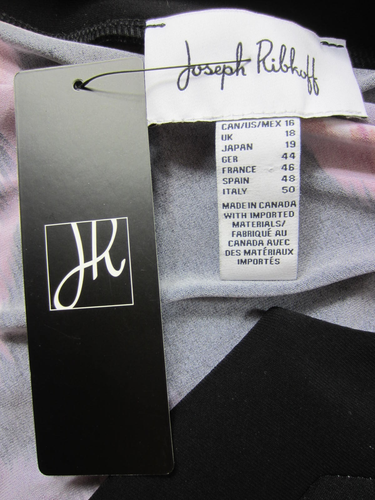 Joseph Ribkoff
CAN/US/MEX 16
UK 18
JAPAN 19
GER 44
FRANCE 46
SPAIN 48
ITALY 50
MADE IN CANADA
WITH IMPORTED
MATERIALS/
FABRIQUÉ AU
CANADA AVEC
DES MATÉRIAUX
IMPORTÉS
JR